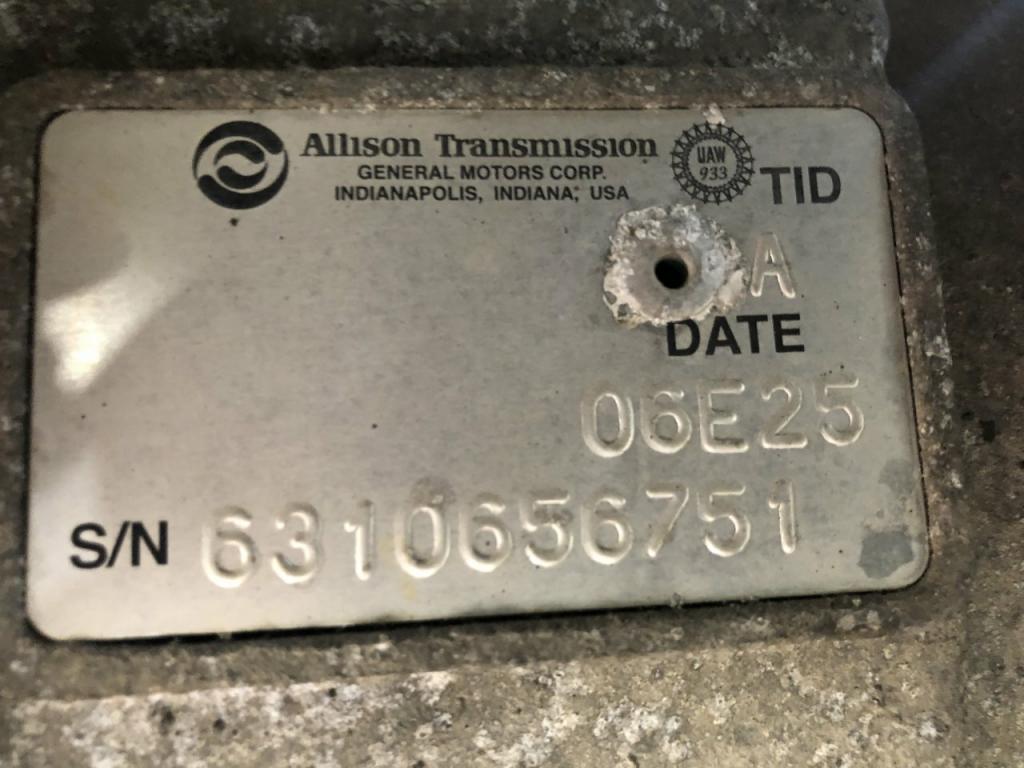 Allison Transmission
GENERAL MOTORS CORP.
INDIANAPOLIS, INDIANA, USA
UAW
933
TID
A
DATE
06E25
S/N 6310656751